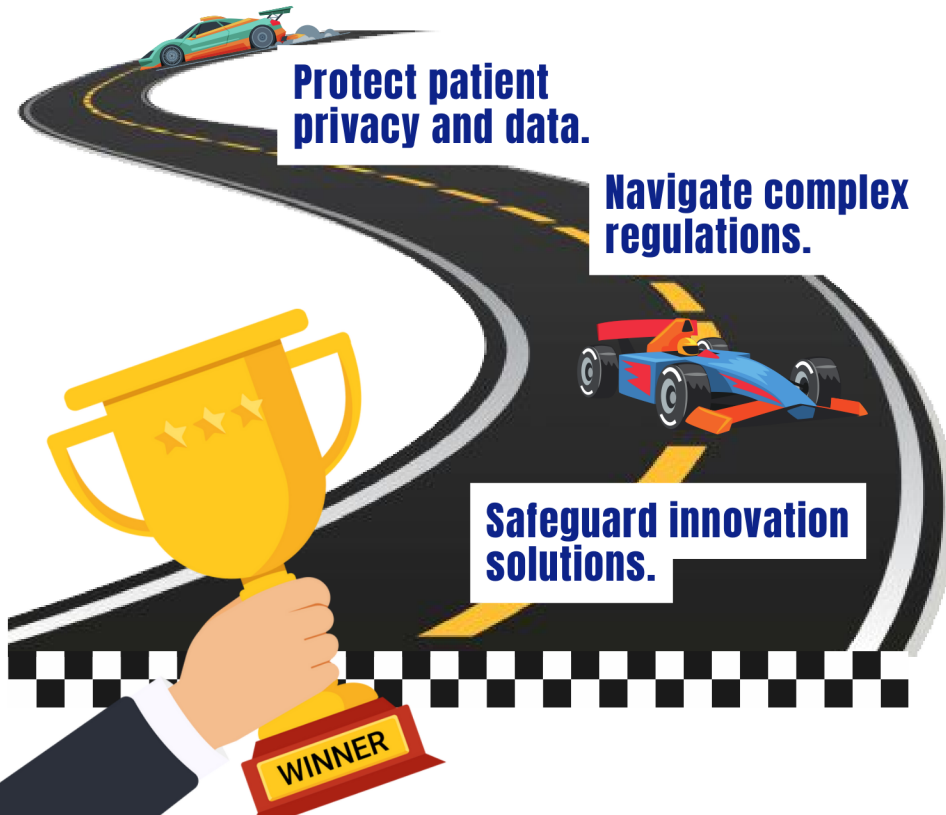 Protect patient
privacy and data.
Navigate complex
regulations.
Safeguard innovation
solutions.
WINNER